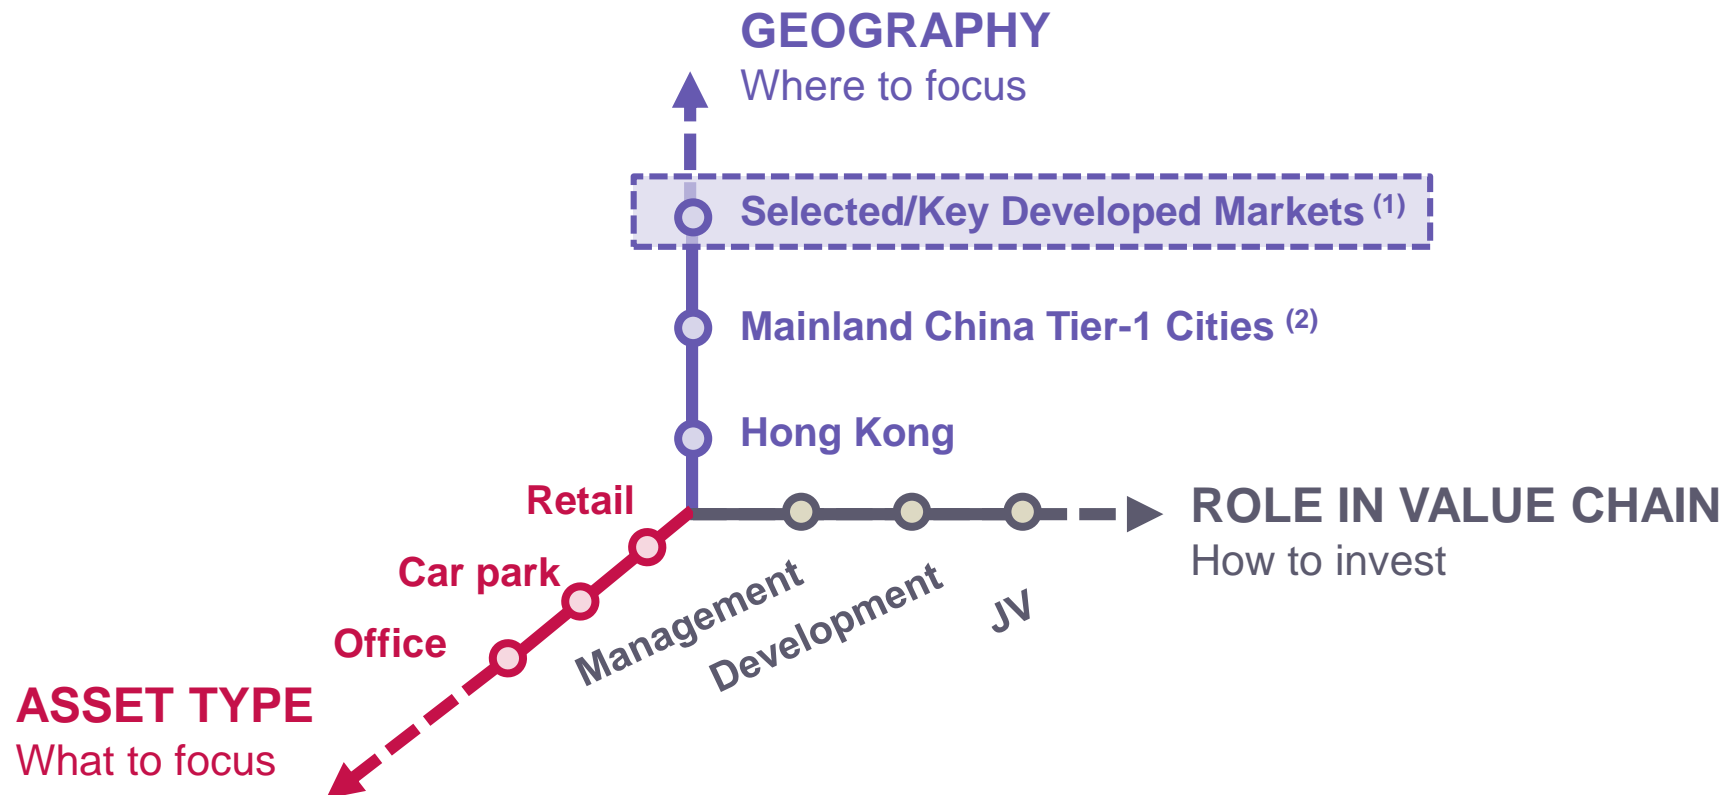 GEOGRAPHY
Where to focus
Selected/Key Developed Markets (1)
Mainland China Tier-1 Cities (2)
Hong Kong
Retail
Car park
Office
ASSET TYPE
What to focus
Management
Development
JV
ROLE IN VALUE CHAIN
How to invest